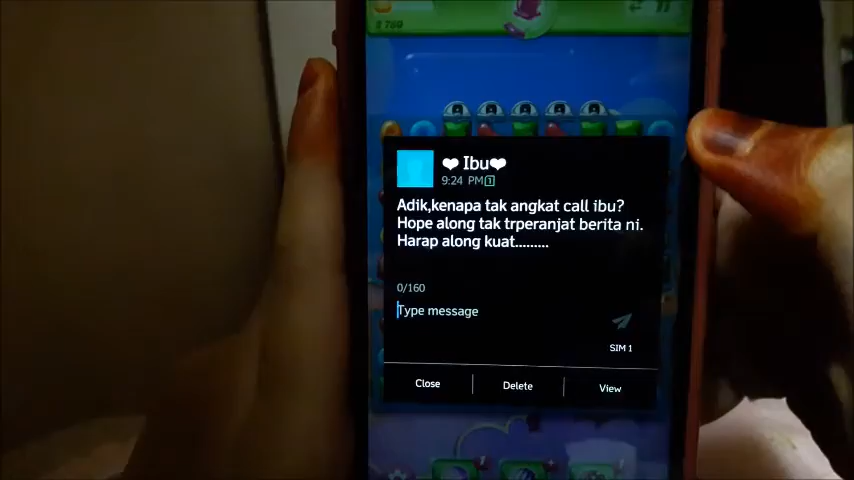 ❤ Ibu❤
9:24 PM 1
Adik,kenapa tak angkat call ibu?
Hope along tak trperanjat berita ni.
Harap along kuat.........
0/160
Type message
SIM 1
Close Delete View